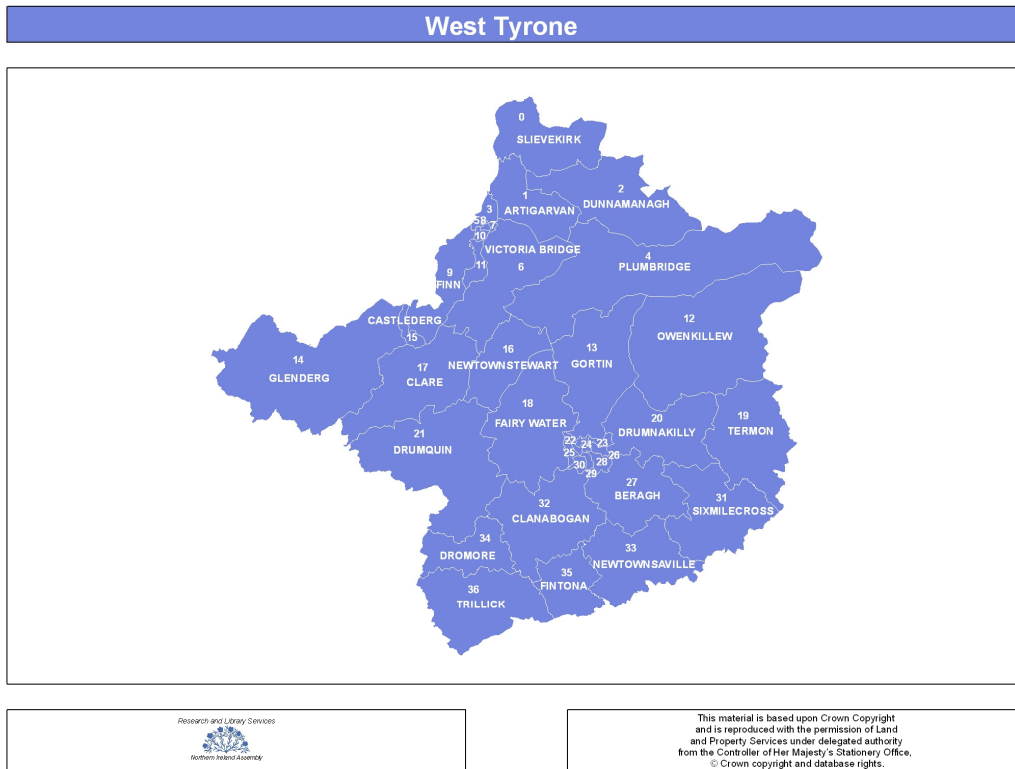 West Tyrone
0
SLIEVEKIRK
1
ARTIGARVAN
2
DUNNAMANAGH
3
5 8 7
10
VICTORIA BRIDGE
6
4
PLUMBRIDGE
11
9
FINN
12
OWENKILLEW
CASTLEDERG
15
13
GORTIN
14
GLENDERG
16
NEWTOWNSTEWART
17
CLARE
18
FAIRY WATER
19
TERMON
20
DRUMNAKILLY
21
DRUMQUIN
22 24 23
25 26
30 28
29
27
BERAGH
31
SIXMILECROSS
32
CLANABOGAN
33
NEWTOWNSAVILLE
34
DROMORE
35
FINTONA
36
TRILLICK
Research and Library Services
Northern Ireland Assembly
This material is based upon Crown Copyright
and is reproduced with the permission of Land
and Property Services under delegated authority
from the Controller of Her Majesty's Stationery Office,
© Crown copyright and database rights.